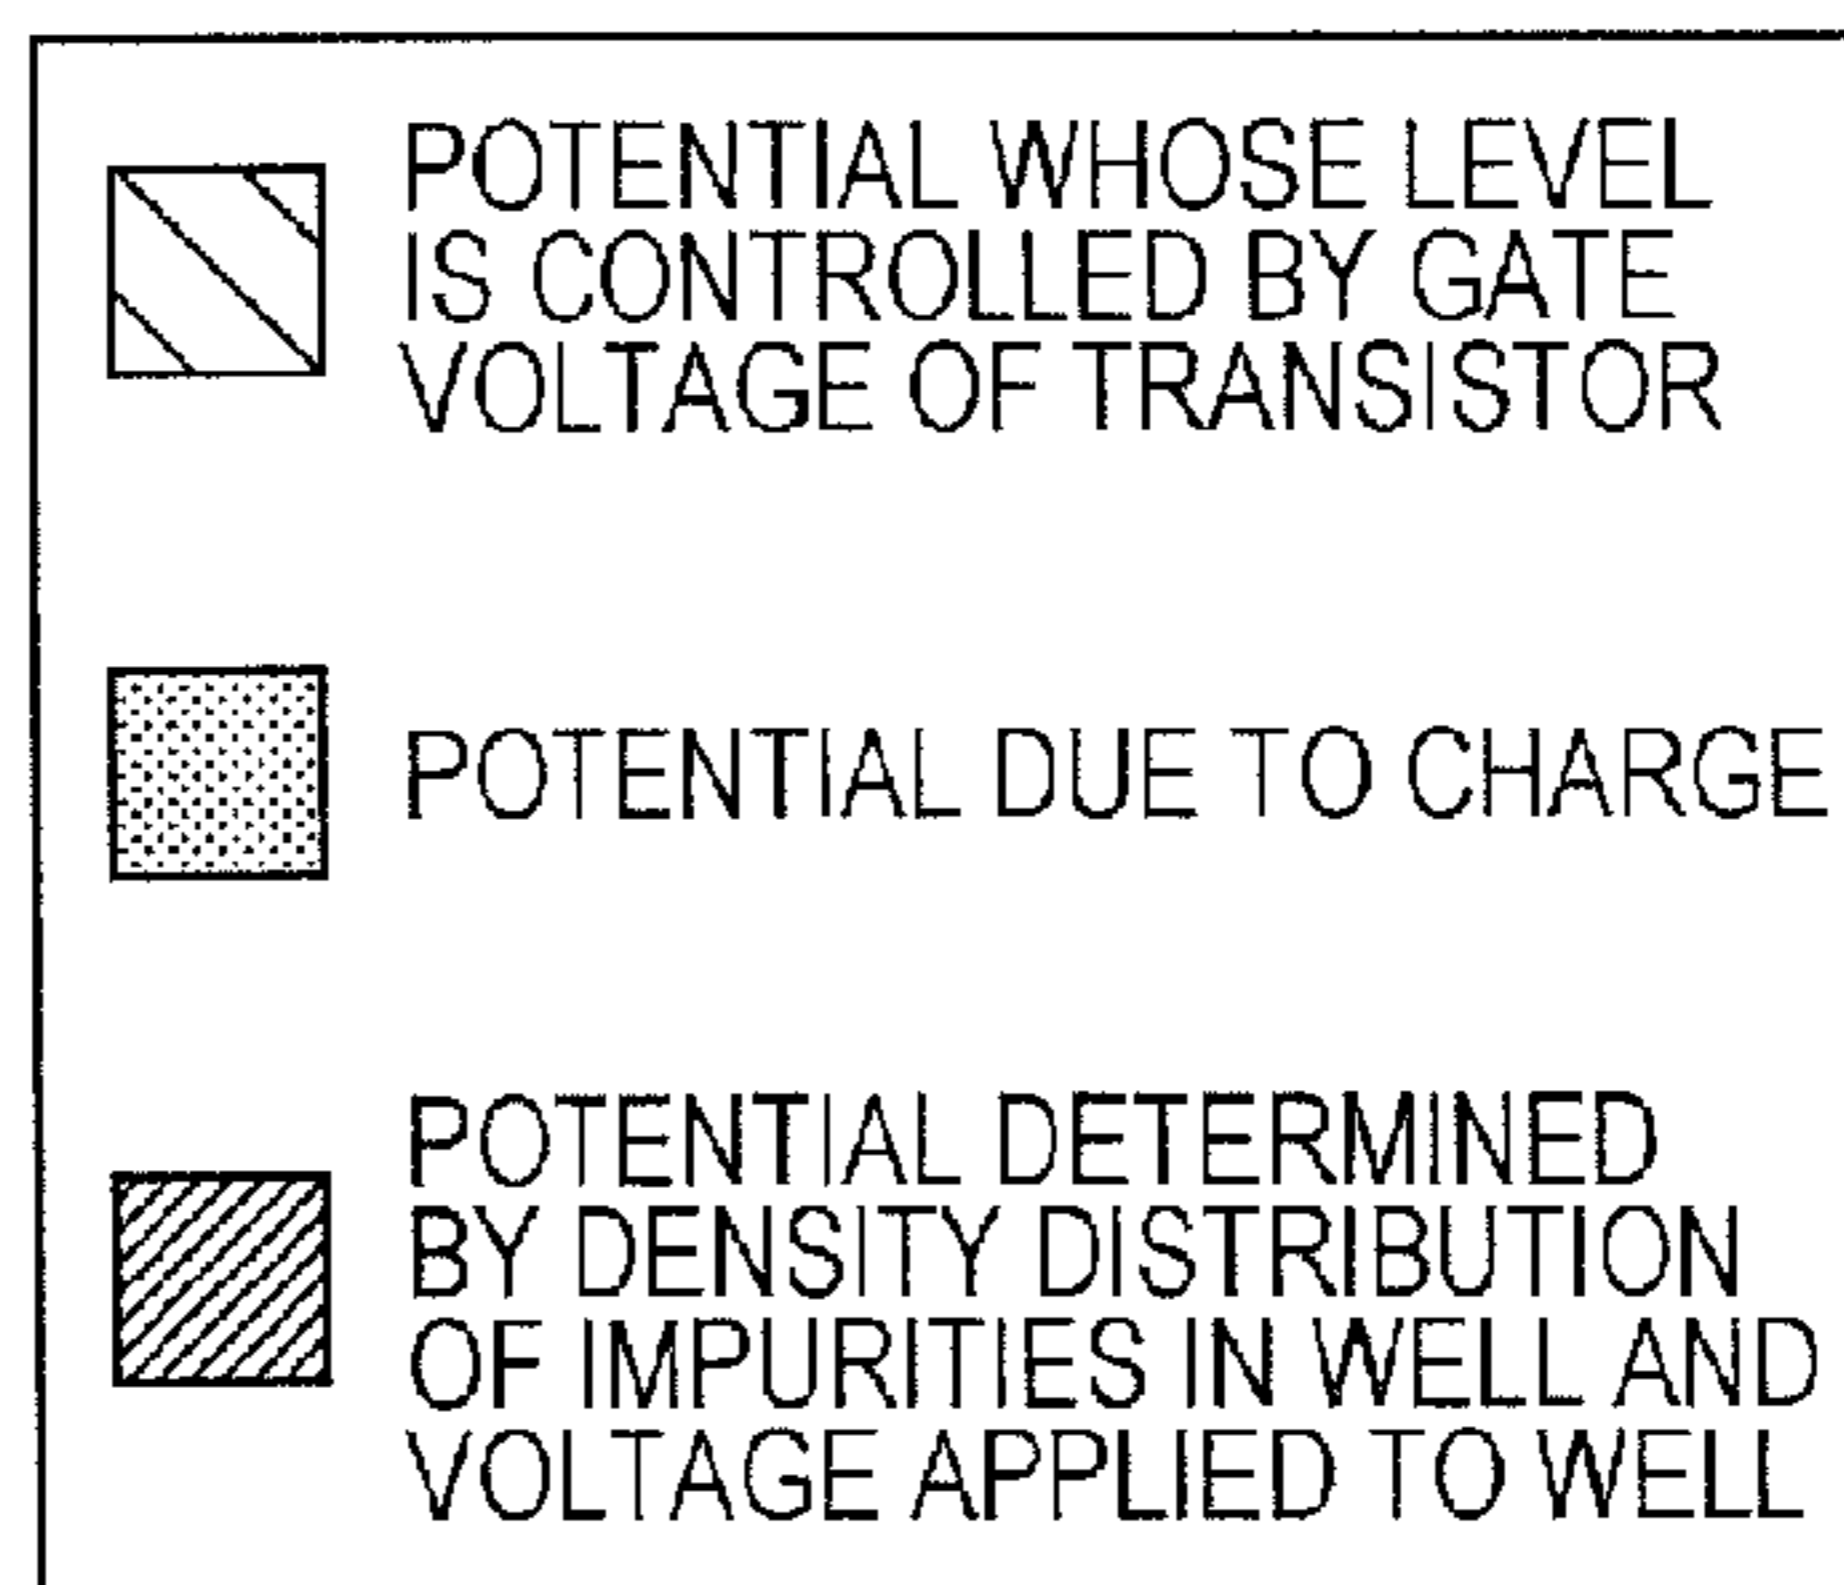 POTENTIAL WHOSE LEVEL
IS CONTROLLED BY GATE
VOLTAGE OF TRANSISTOR
POTENTIAL DUE TO CHARGE
POTENTIAL DETERMINED
BY DENSITY DISTRIBUTION
OF IMPURITIES IN WELL AND
VOLTAGE APPLIED TO WELL